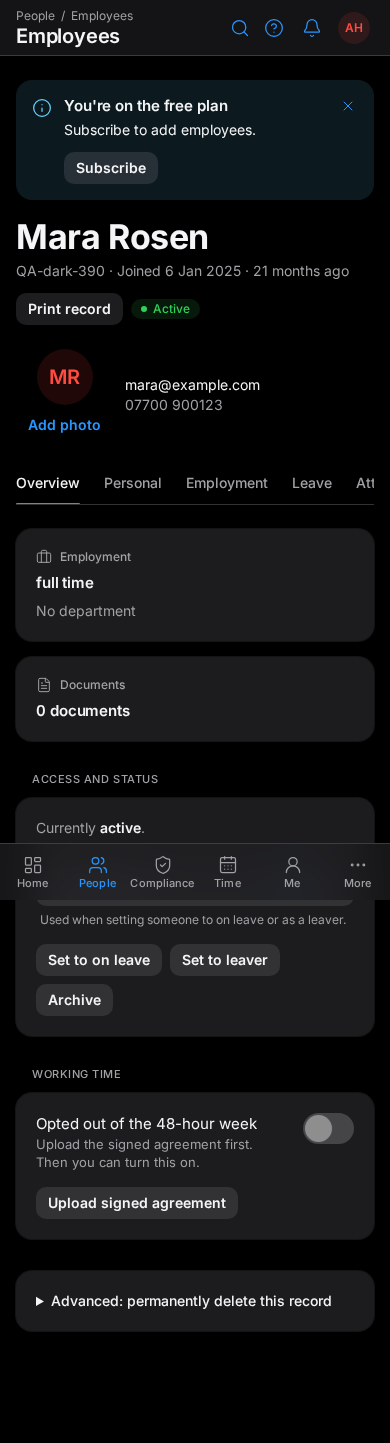 People / Employees
Employees
AH
You're on the free plan
Subscribe to add employees.
Subscribe
Mara Rosen
QA-dark-390 · Joined 6 Jan 2025 · 21 months ago
Print record
Active
MR
Add photo
mara@example.com
07700 900123
Overview Personal Employment Leave Att
Employment
full time
No department
Documents
0 documents
ACCESS AND STATUS
Currently active.
Home People Compliance Time Me More
Used when setting someone to on leave or as a leaver.
Set to on leave Set to leaver
Archive
WORKING TIME
Opted out of the 48-hour week
Upload the signed agreement first.
Then you can turn this on.
Upload signed agreement
Advanced: permanently delete this record